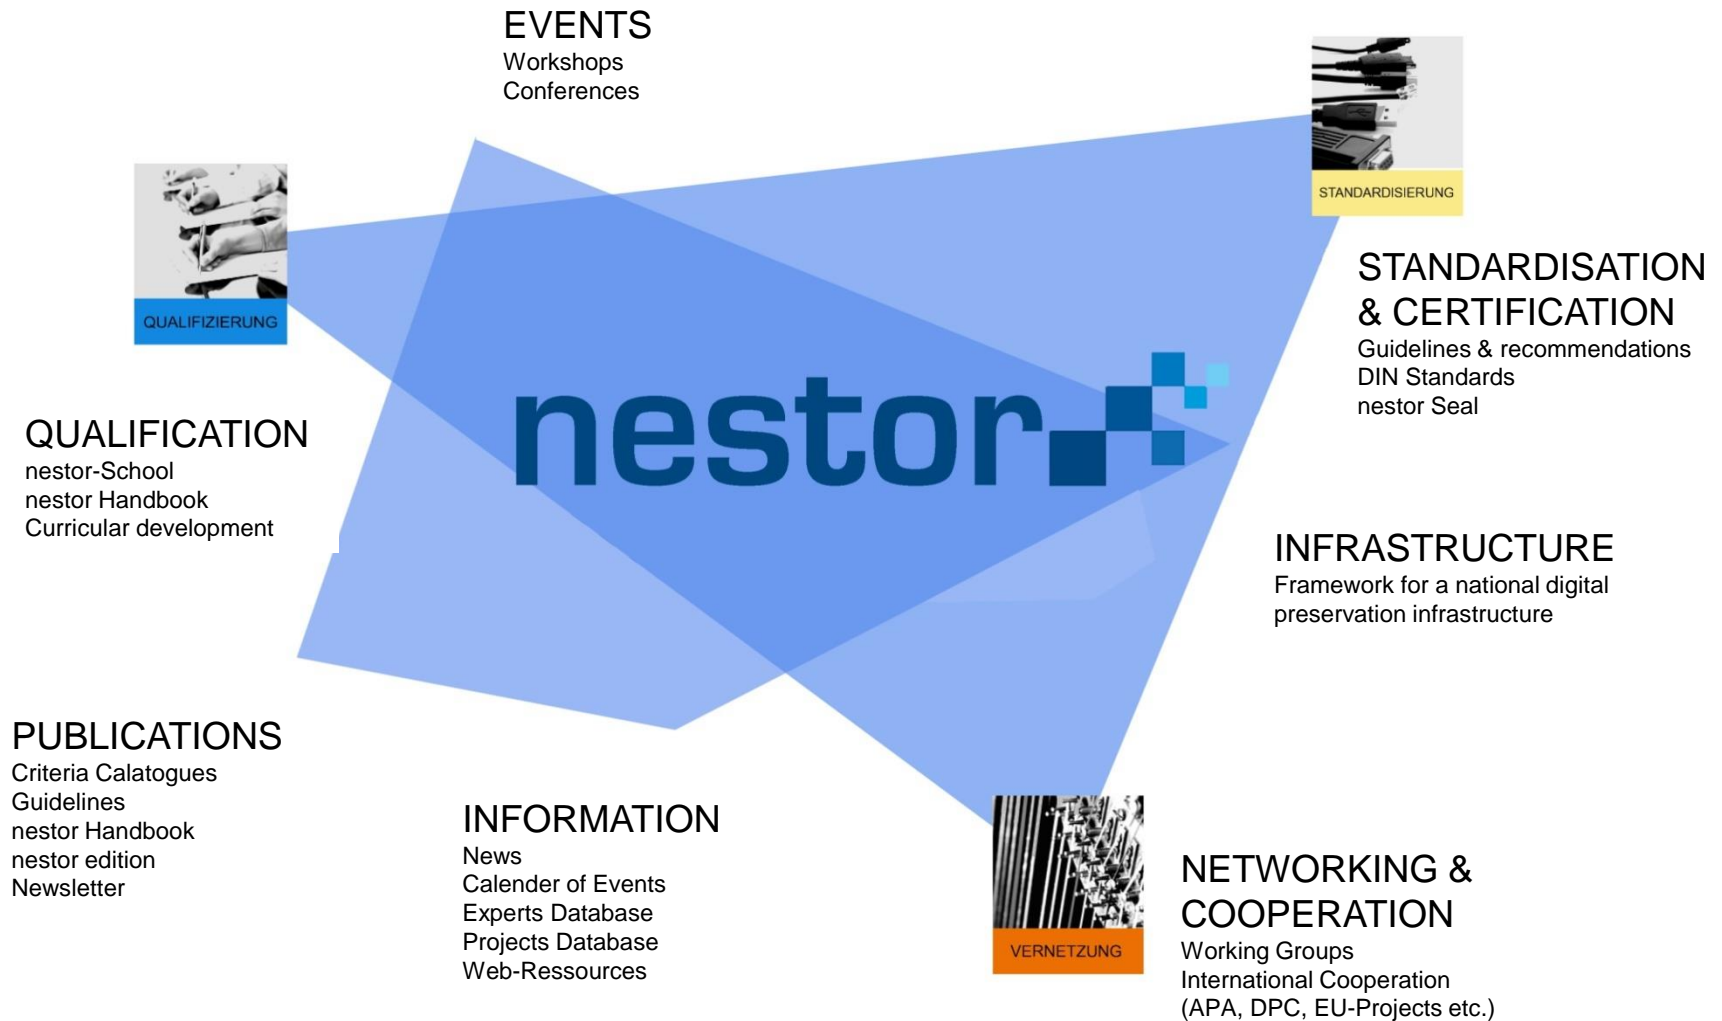 EVENTS
Workshops
Conferences
STANDARDISIERUNG
QUALIFIZIERUNG
STANDARDISATION
& CERTIFICATION
Guidelines & recommendations
DIN Standards
nestor Seal
nestor
QUALIFICATION
nestor-School
nestor Handbook
Curricular development
INFRASTRUCTURE
Framework for a national digital
preservation infrastructure
PUBLICATIONS
Criteria Calatogues
Guidelines
nestor Handbook
nestor edition
Newsletter
INFORMATION
News
Calender of Events
Experts Database
Projects Database
Web-Ressources
VERNETZUNG
NETWORKING &
COOPERATION
Working Groups
International Cooperation
(APA, DPC, EU-Projects etc.)